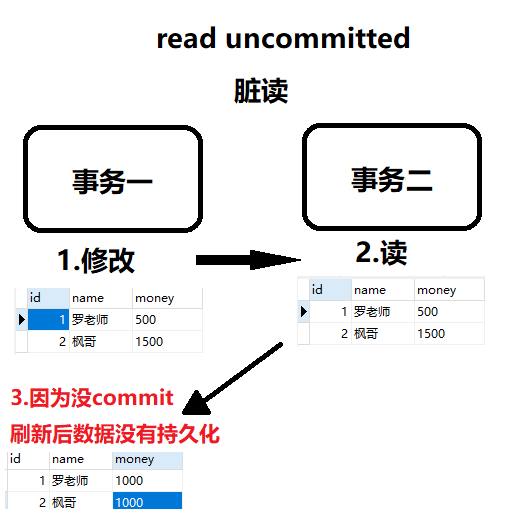 read uncommitted
脏读
事务一
事务二
1.修改
2.读
id name money
1 罗老师 500
2 枫哥 1500
id name money
1 罗老师 500
2 枫哥 1500
3.因为没commit
刷新后数据没有持久化
id name money
1 罗老师 1000
2 枫哥 1000